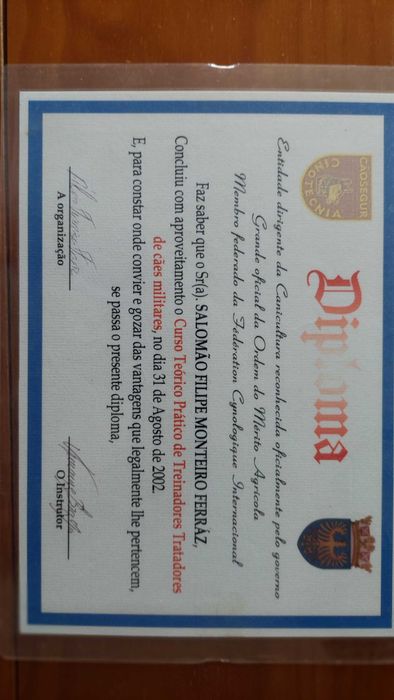 CÃOSEGUR
CINOTECNIA
Diploma
Entidade dirigente da Canicultura reconhecida oficialmente pelo governo
Grande oficial da Ordem do Mérito Agrícola
Membro federado da Féderation Cynologique Internacional
Faz saber que o Sr(a). SALOMÃO FILIPE MONTEIRO FERRÁZ,
Concluiu com aproveitamento o Curso Teórico Prático de Treinadores Tratadores
de cães militares, no dia 31 de Agosto de 2002.
E, para constar onde convier e gozar das vantagens que legalmente lhe pertencem,
se passa o presente diploma,
A organização
O Instrutor